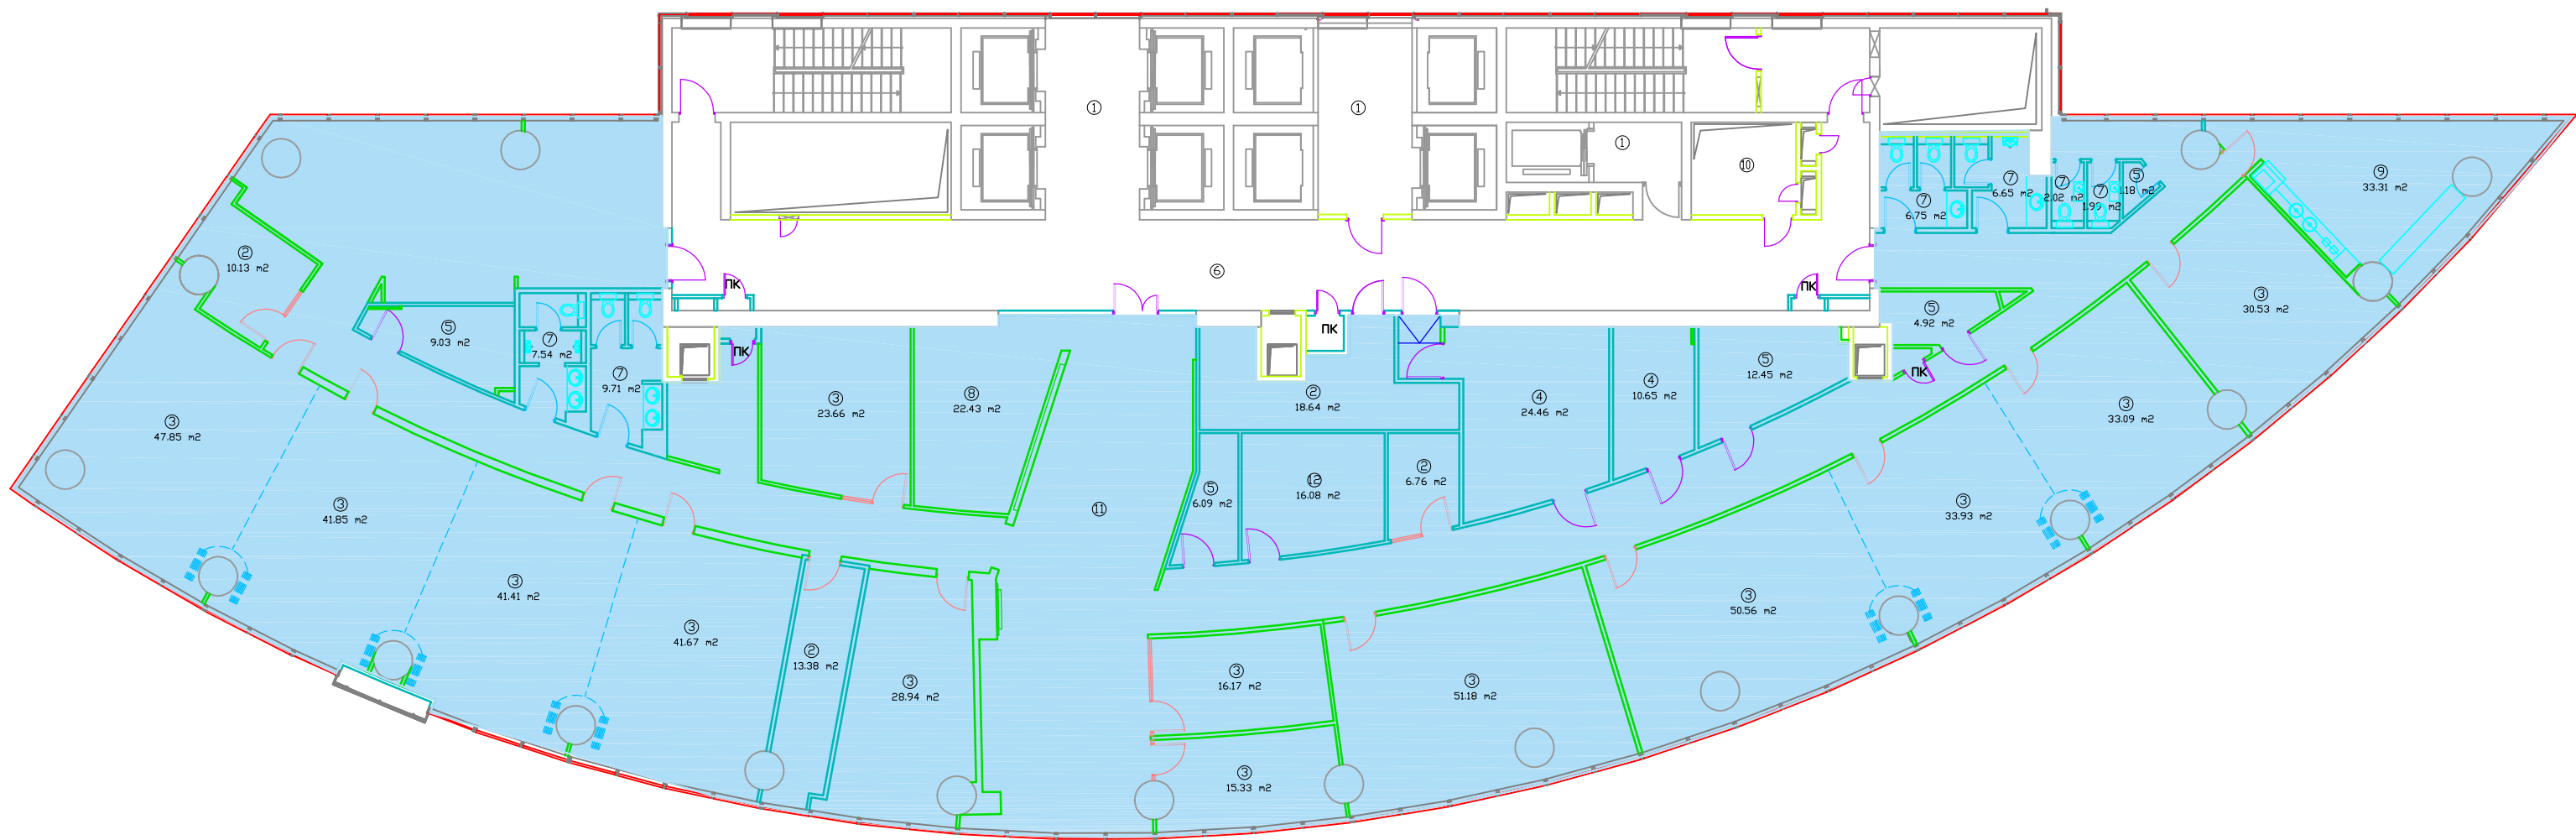 ①
①
①
⑩
⑦
6.65 m2
⑦
6.75 m2
⑦
2.02 m2
⑦
1.99 m2
⑤
1.18 m2
⑨
33.31 m2
②
10.13 m2
⑥
ПК
ПК
③
30.53 m2
⑤
9.03 m2
⑦
7.54 m2
⑦
9.71 m2
ПК
ПК
⑤
4.92 m2
ПК
③
23.66 m2
⑧
22.43 m2
②
18.64 m2
④
24.46 m2
④
10.65 m2
⑤
12.45 m2
③
33.09 m2
③
47.85 m2
③
41.85 m2
⑪
⑤
6.09 m2
⑫
16.08 m2
②
6.76 m2
③
33.93 m2
③
41.41 m2
③
41.67 m2
②
13.38 m2
③
28.94 m2
③
16.17 m2
③
51.18 m2
③
50.56 m2
③
15.33 m2